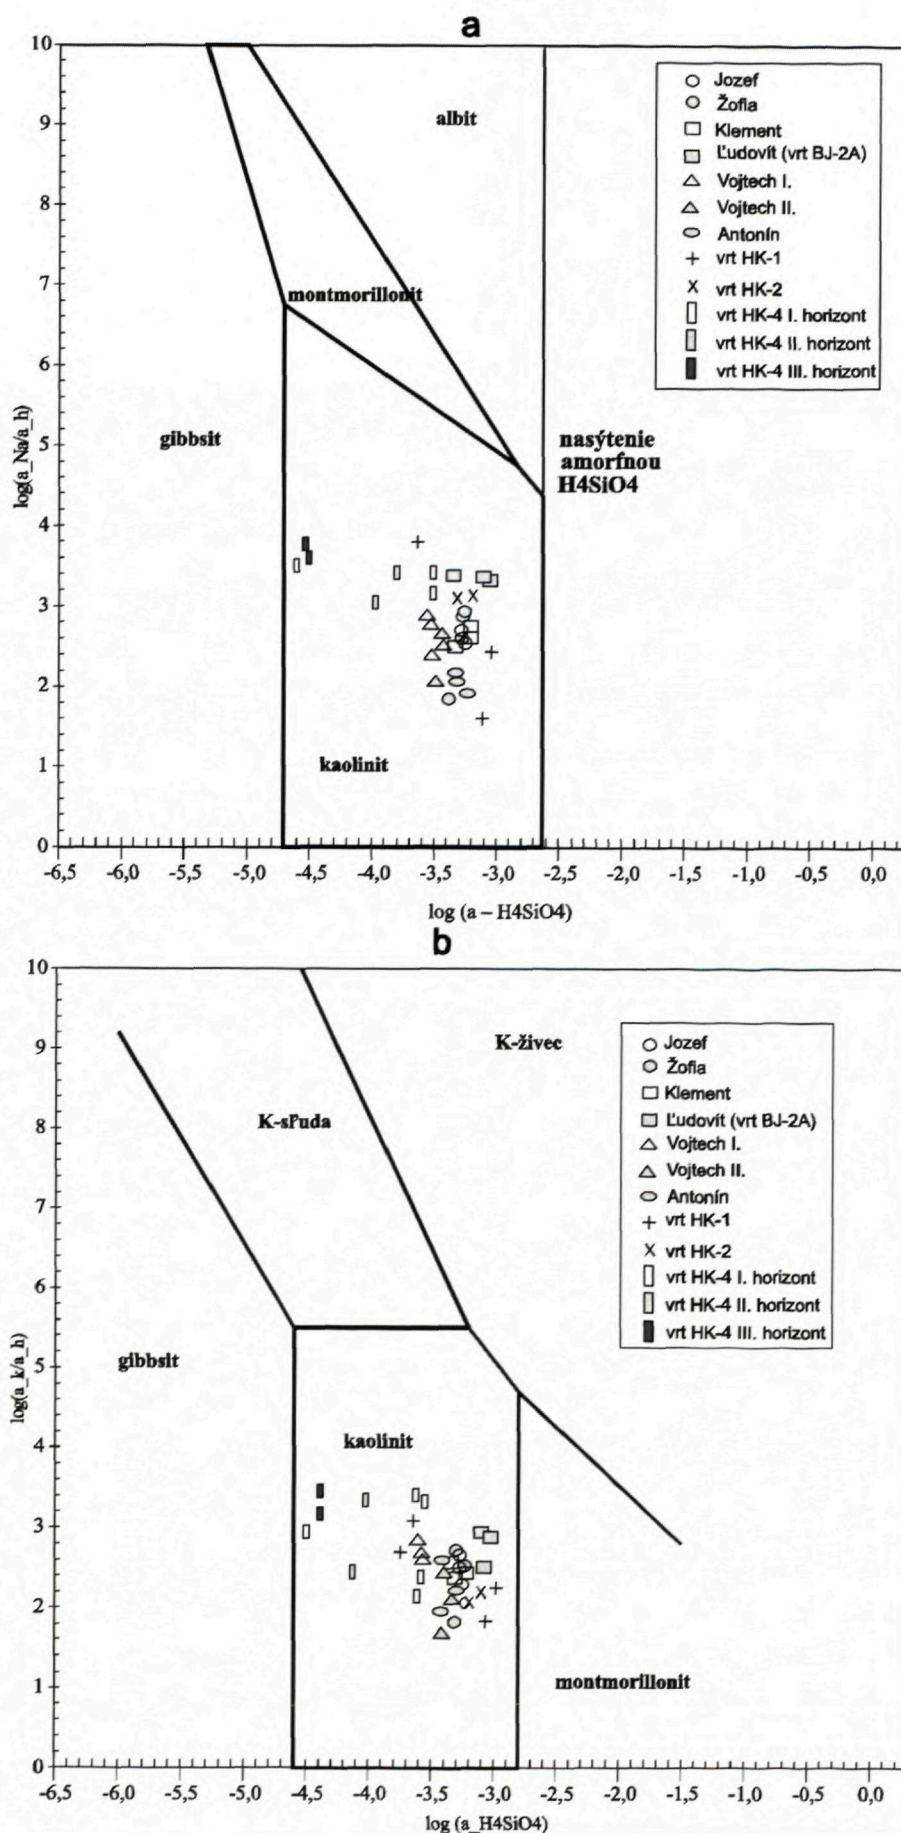 a
10
9
8
7
6
5
4
3
2
1
0
log(a_Na/a_h)
albit
montmorillonit
gibbsit
kaolinit
nasýtenie
amorfnou
H4SiO4
Jozef
Žofia
Klement
Ľudovít (vrt BJ-2A)
Vojtech I.
Vojtech II.
Antonín
vrt HK-1
vrt HK-2
vrt HK-4 I. horizont
vrt HK-4 II. horizont
vrt HK-4 III. horizont
-6,5 -6,0 -5,5 -5,0 -4,5 -4,0 -3,5 -3,0 -2,5 -2,0 -1,5 -1,0 -0,5 0,0
log (a – H4SiO4)
b
10
9
8
7
6
5
4
3
2
1
0
log(a_k/a_h)
K-živec
K-sľuda
gibbsit
kaolinit
montmorillonit
Jozef
Žofia
Klement
Ľudovít (vrt BJ-2A)
Vojtech I.
Vojtech II.
Antonín
vrt HK-1
vrt HK-2
vrt HK-4 I. horizont
vrt HK-4 II. horizont
vrt HK-4 III. horizont
-6,5 -6,0 -5,5 -5,0 -4,5 -4,0 -3,5 -3,0 -2,5 -2,0 -1,5 -1,0 -0,5 0,0
log (a_H4SiO4)